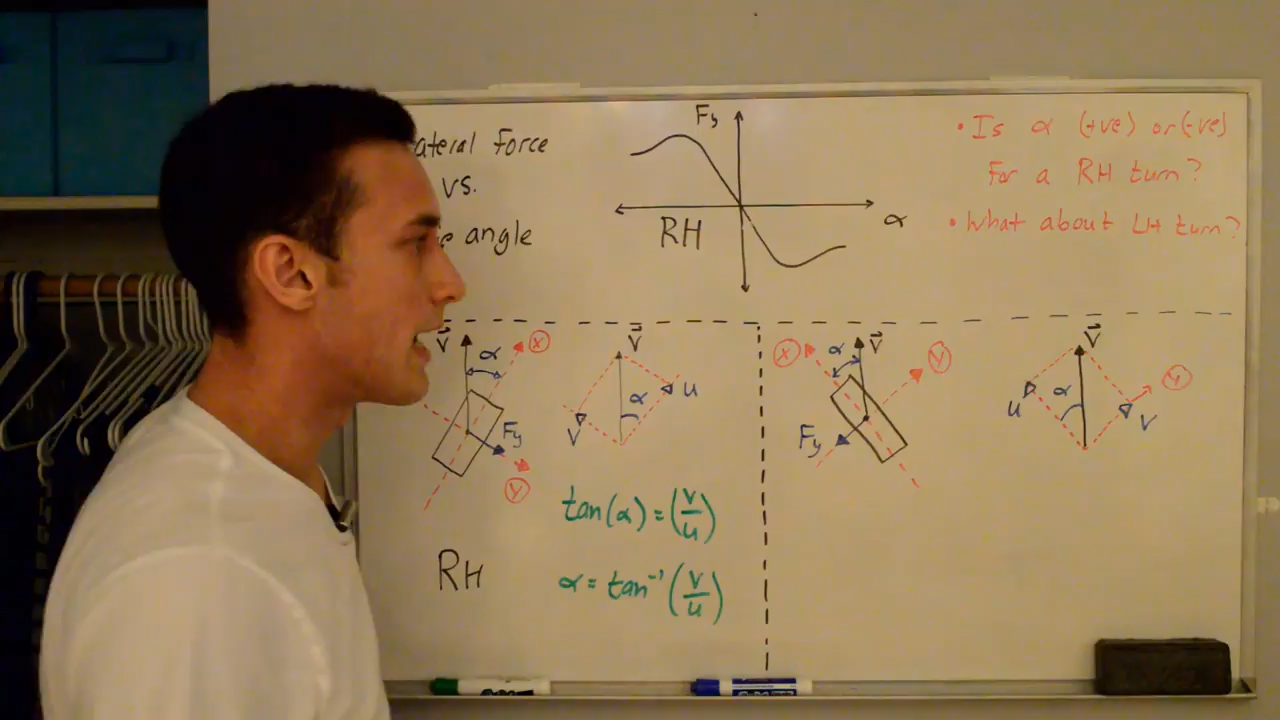 ateral Force
vs.
angle
Fy
α
RH
• Is α (+ve) or (-ve)
For a RH turn?
• What about LH turn?
V
α
X
Fy
Y
V
α
u
v
tan(α) = (v/u)
α = tan⁻¹(v/u)
RH
X
α
V
Y
Fy
V
u
α
Y
v